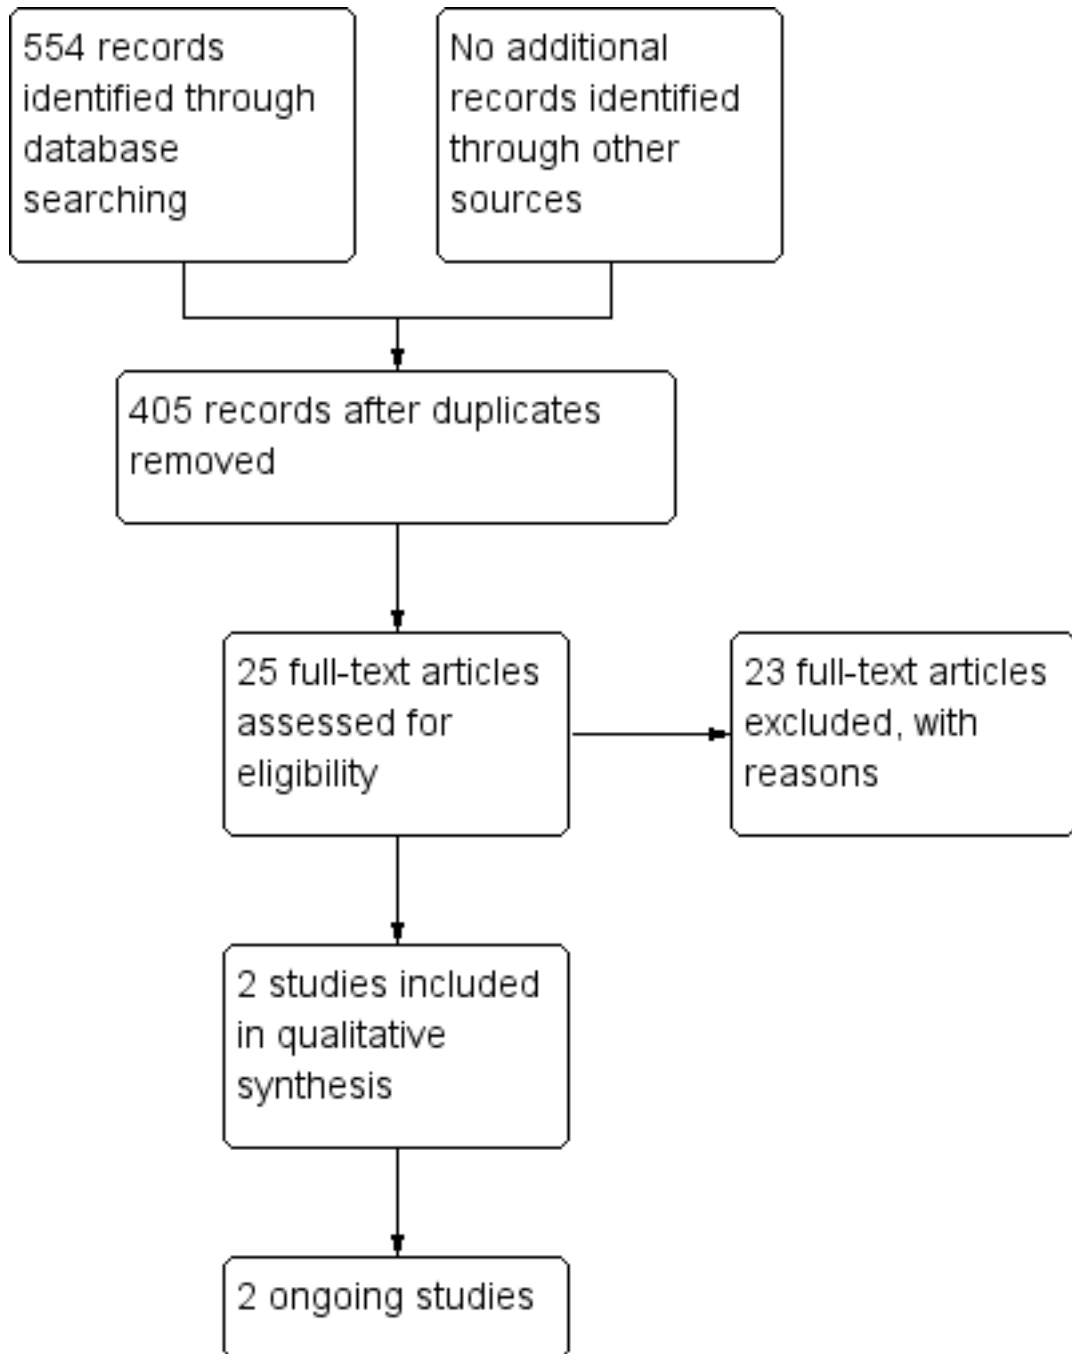 554 records
identified through
database
searching
No additional
records identified
through other
sources
405 records after duplicates
removed
25 full-text articles
assessed for
eligibility
23 full-text articles
excluded, with
reasons
2 studies included
in qualitative
synthesis
2 ongoing studies